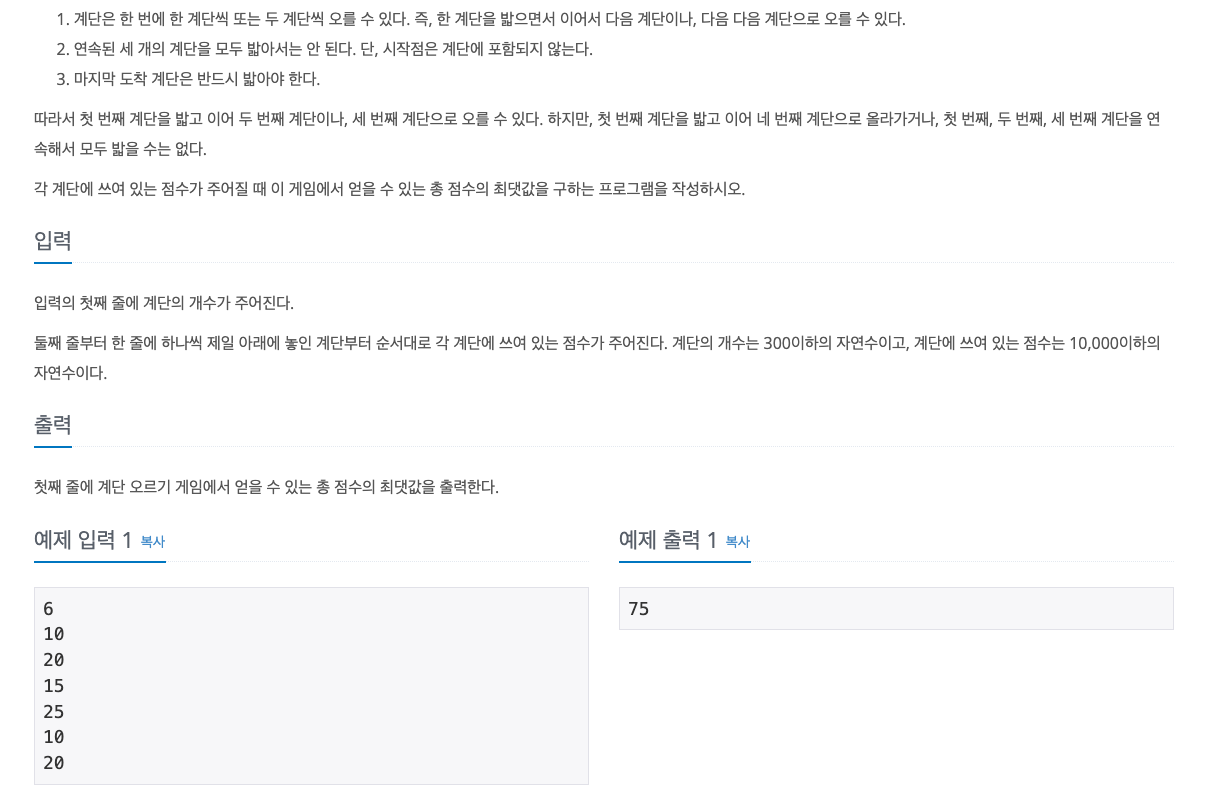 1. 계단은 한 번에 한 계단씩 또는 두 계단씩 오를 수 있다. 즉, 한 계단을 밟으면서 이어서 다음 계단이나, 다음 다음 계단으로 오를 수 있다.
2. 연속된 세 개의 계단을 모두 밟아서는 안 된다. 단, 시작점은 계단에 포함되지 않는다.
3. 마지막 도착 계단은 반드시 밟아야 한다.
따라서 첫 번째 계단을 밟고 이어 두 번째 계단이나, 세 번째 계단으로 오를 수 있다. 하지만, 첫 번째 계단을 밟고 이어 네 번째 계단으로 올라가거나, 첫 번째, 두 번째, 세 번째 계단을 연
속해서 모두 밟을 수는 없다.
각 계단에 쓰여 있는 점수가 주어질 때 이 게임에서 얻을 수 있는 총 점수의 최댓값을 구하는 프로그램을 작성하시오.
입력
입력의 첫째 줄에 계단의 개수가 주어진다.
둘째 줄부터 한 줄에 하나씩 제일 아래에 놓인 계단부터 순서대로 각 계단에 쓰여 있는 점수가 주어진다. 계단의 개수는 300이하의 자연수이고, 계단에 쓰여 있는 점수는 10,000이하의
자연수이다.
출력
첫째 줄에 계단 오르기 게임에서 얻을 수 있는 총 점수의 최댓값을 출력한다.
예제 입력 1 복사
6
10
20
15
25
10
20
예제 출력 1 복사
75